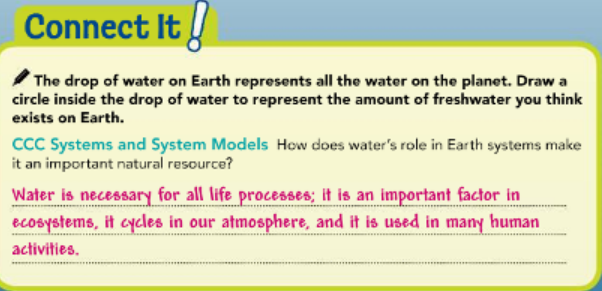 Connect It!
The drop of water on Earth represents all the water on the planet. Draw a
circle inside the drop of water to represent the amount of freshwater you think
exists on Earth.
CCC Systems and System Models How does water's role in Earth systems make
it an important natural resource?
Water is necessary for all life processes; it is an important factor in
ecosystems, it cycles in our atmosphere, and it is used in many human
activities.